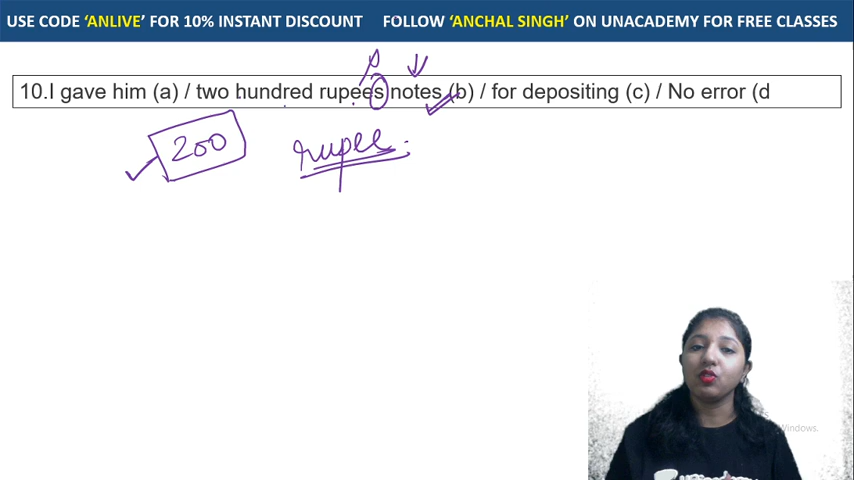 USE CODE ‘ANLIVE’ FOR 10% INSTANT DISCOUNT FOLLOW ‘ANCHAL SINGH’ ON UNACADEMY FOR FREE CLASSES
10.I gave him (a) / two hundred rupees notes (b) / for depositing (c) / No error (d
200 rupee
Windows.